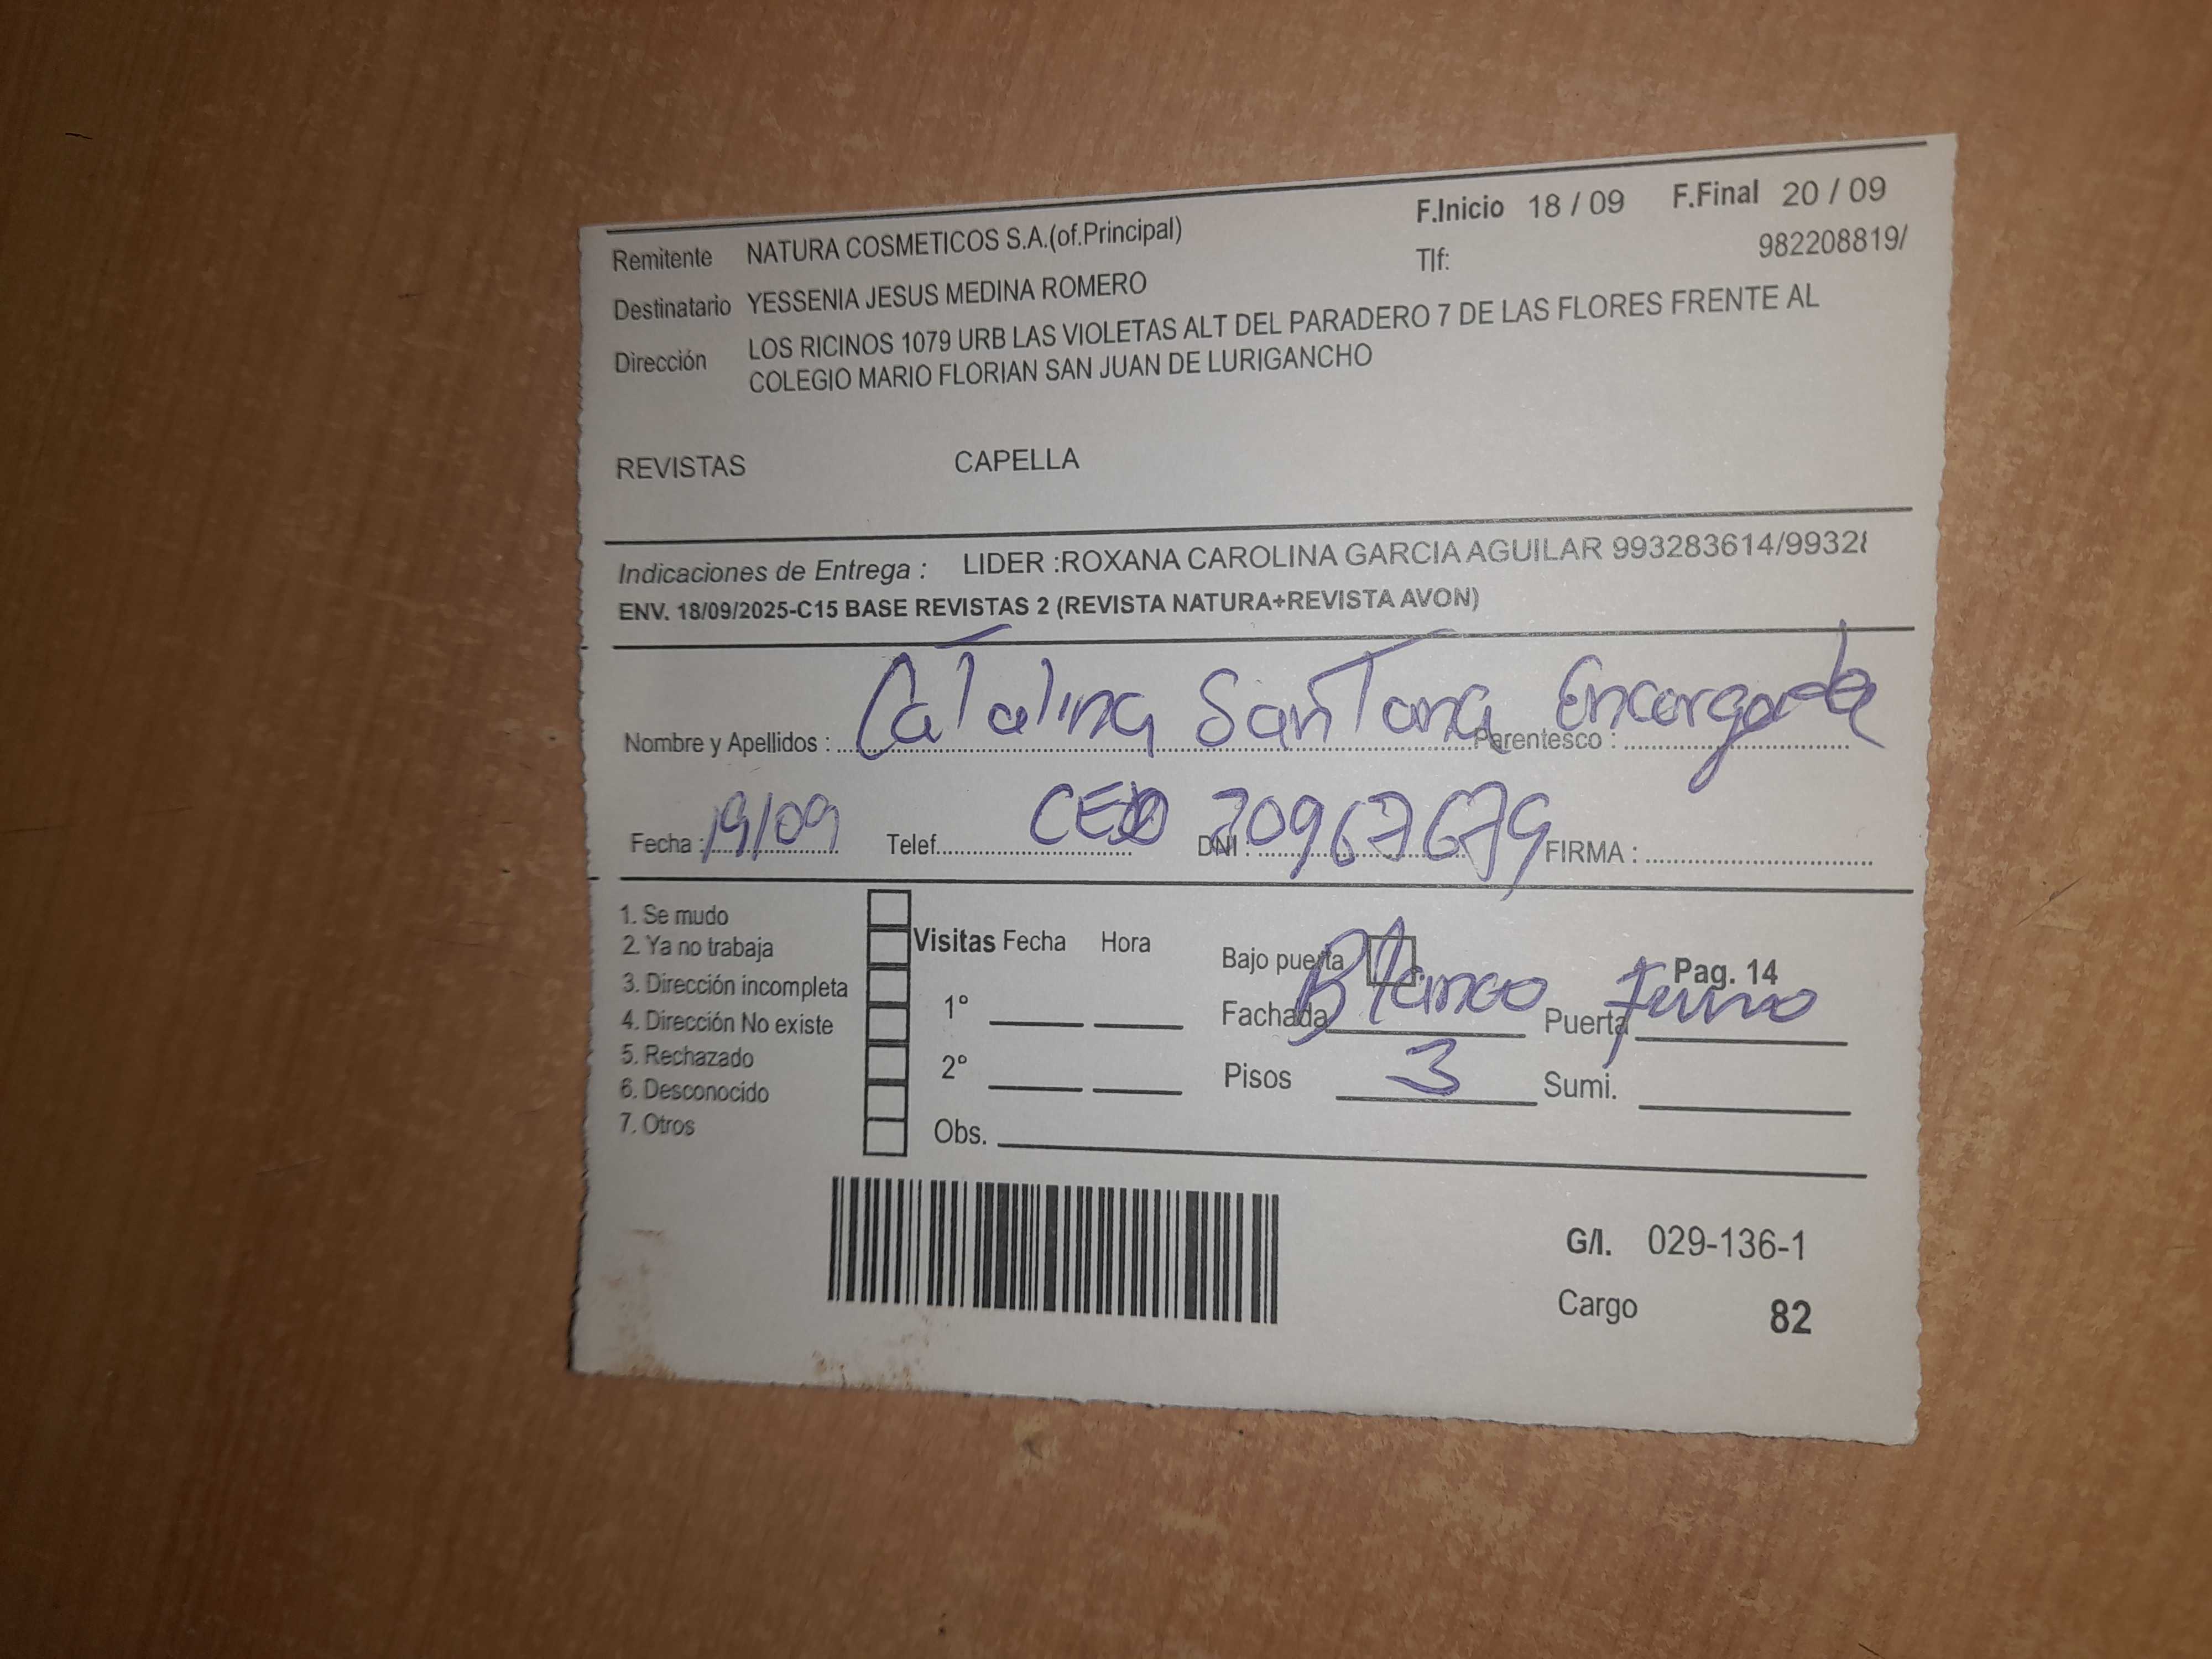 F.Inicio 18 / 09 F.Final 20 / 09
Remitente NATURA COSMETICOS S.A.(of.Principal)
Tlf: 982208819/
Destinatario YESSENIA JESUS MEDINA ROMERO
Dirección LOS RICINOS 1079 URB LAS VIOLETAS ALT DEL PARADERO 7 DE LAS FLORES FRENTE AL
COLEGIO MARIO FLORIAN SAN JUAN DE LURIGANCHO
REVISTAS CAPELLA
Indicaciones de Entrega : LIDER :ROXANA CAROLINA GARCIA AGUILAR 993283614/99328
ENV. 18/09/2025-C15 BASE REVISTAS 2 (REVISTA NATURA+REVISTA AVON)
Nombre y Apellidos : Catalina Santana Parentesco : Encargada
Fecha : 19/09 Telef. DNI : 20967679 FIRMA :
1. Se mudo
2. Ya no trabaja
3. Dirección incompleta
4. Dirección No existe
5. Rechazado
6. Desconocido
7. Otros
Visitas Fecha Hora
1°
2°
Obs.
Bajo puerta Pag. 14
Fachada Blanco Puerta
Pisos 3 Sumi.
G/I. 029-136-1
Cargo 82